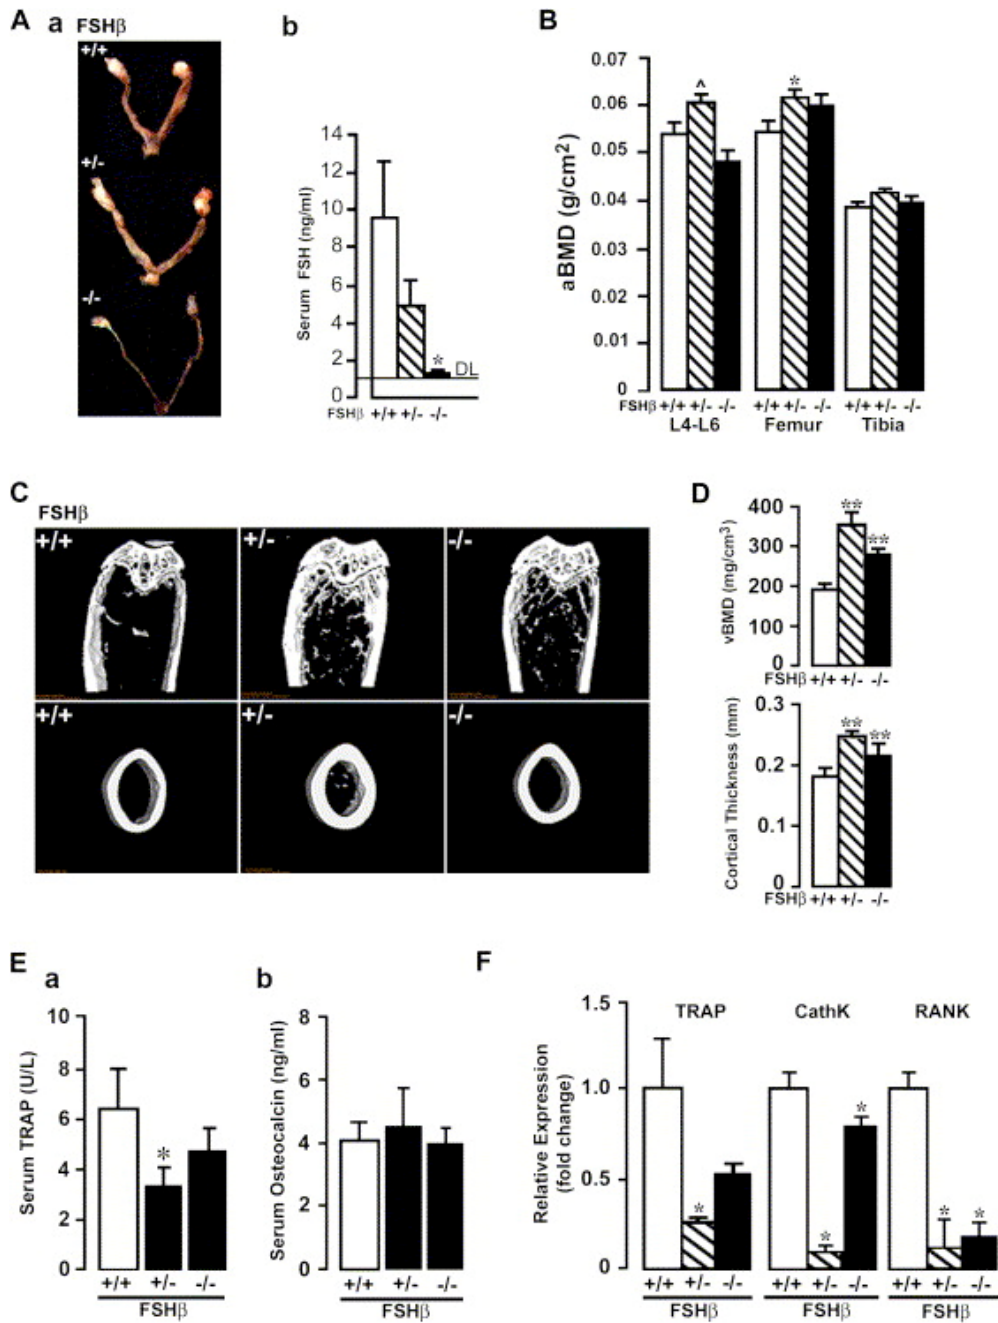 A a FSHβ
+/+
+/-
-/-
b
14
12
10
8
6
4
2
0
Serum FSH (ng/ml)
*
DL
FSHβ +/+ +/- -/-
B
0.07
0.06
0.05
0.04
0.03
0.02
0.01
0
aBMD (g/cm²)
^
*
FSHβ +/+ +/- -/- +/+ +/- -/- +/+ +/- -/-
L4-L6 Femur Tibia
C
FSHβ
+/+ +/- -/-
+/+ +/- -/-
D
400
300
200
100
0
vBMD (mg/cm³)
** **
FSHβ +/+ +/- -/-
0.3
0.2
0.1
0
Cortical Thickness (mm)
** **
FSHβ +/+ +/- -/-
E a
10
8
6
4
2
0
Serum TRAP (U/L)
*
+/+ +/- -/-
FSHβ
b
8
6
4
2
0
Serum Osteocalcin (ng/ml)
+/+ +/- -/-
FSHβ
F
1.5
1.0
0.5
0
Relative Expression
(fold change)
TRAP CathK RANK
* * * * *
+/+ +/- -/- +/+ +/- -/- +/+ +/- -/-
FSHβ FSHβ FSHβ